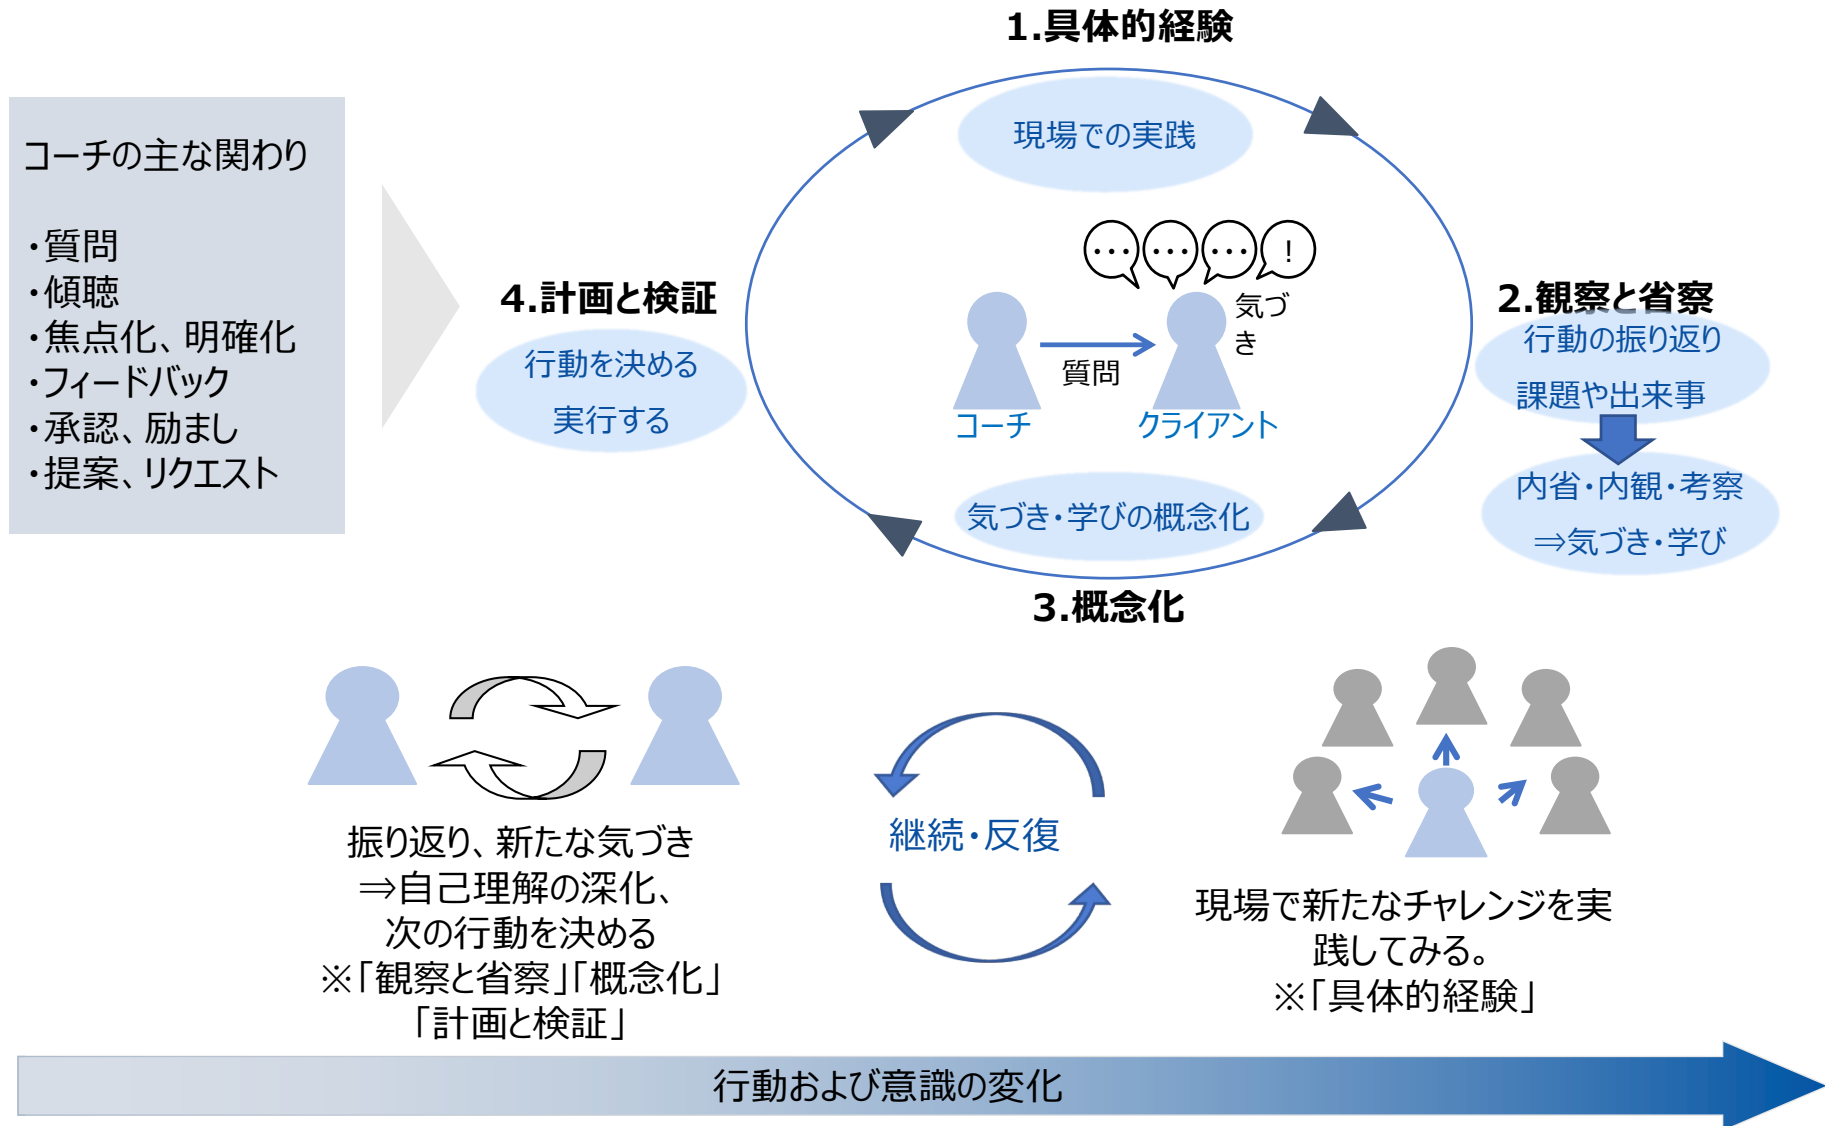 1.具体的経験
現場での実践
コーチの主な関わり
・質問
・傾聴
・焦点化、明確化
・フィードバック
・承認、励まし
・提案、リクエスト
4.計画と検証
行動を決める
実行する
… … … !
気づ
き
質問
コーチ
クライアント
2.観察と省察
行動の振り返り
課題や出来事
内省・内観・考察
⇒気づき・学び
気づき・学びの概念化
3.概念化
振り返り、新たな気づき
⇒自己理解の深化、
次の行動を決める
※「観察と省察」「概念化」
「計画と検証」
継続・反復
現場で新たなチャレンジを実
践してみる。
※「具体的経験」
行動および意識の変化